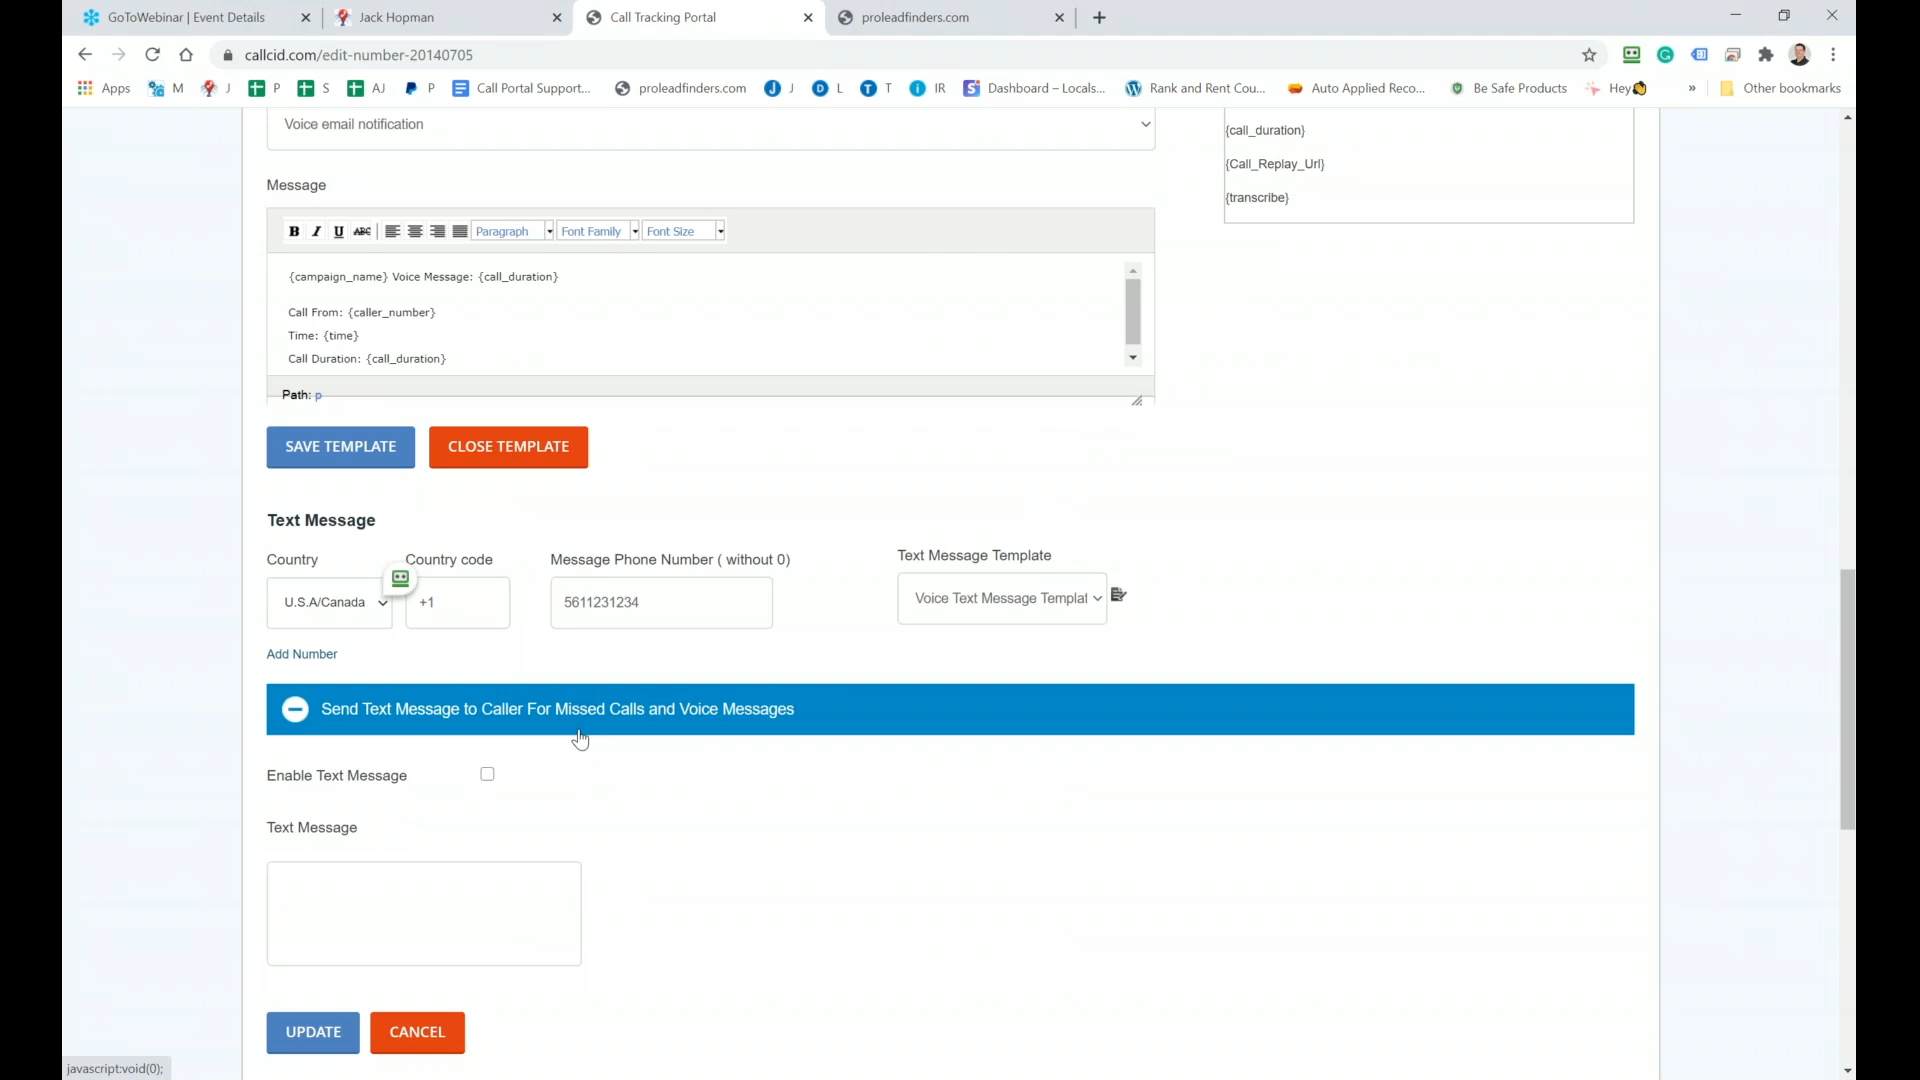 GoToWebinar | Event Details
Jack Hopman
Call Tracking Portal
proleadfinders.com
callcid.com/edit-number-20140705
Apps
M
J
P
S
AJ
P
Call Portal Support...
proleadfinders.com
J J
D L
T T
i IR
Dashboard – Locals...
Rank and Rent Cou...
Auto Applied Reco...
Be Safe Products
Hey
»
Other bookmarks
Voice email notification
{call_duration}
{Call_Replay_Url}
{transcribe}
Message
B I U ABC Paragraph Font Family Font Size
{campaign_name} Voice Message: {call_duration}
Call From: {caller_number}
Time: {time}
Call Duration: {call_duration}
Path: p
SAVE TEMPLATE
CLOSE TEMPLATE
Text Message
Country
Country code
Message Phone Number ( without 0)
Text Message Template
U.S.A/Canada
+1
5611231234
Voice Text Message Templat
Add Number
Send Text Message to Caller For Missed Calls and Voice Messages
Enable Text Message
Text Message
UPDATE
CANCEL
javascript:void(0);